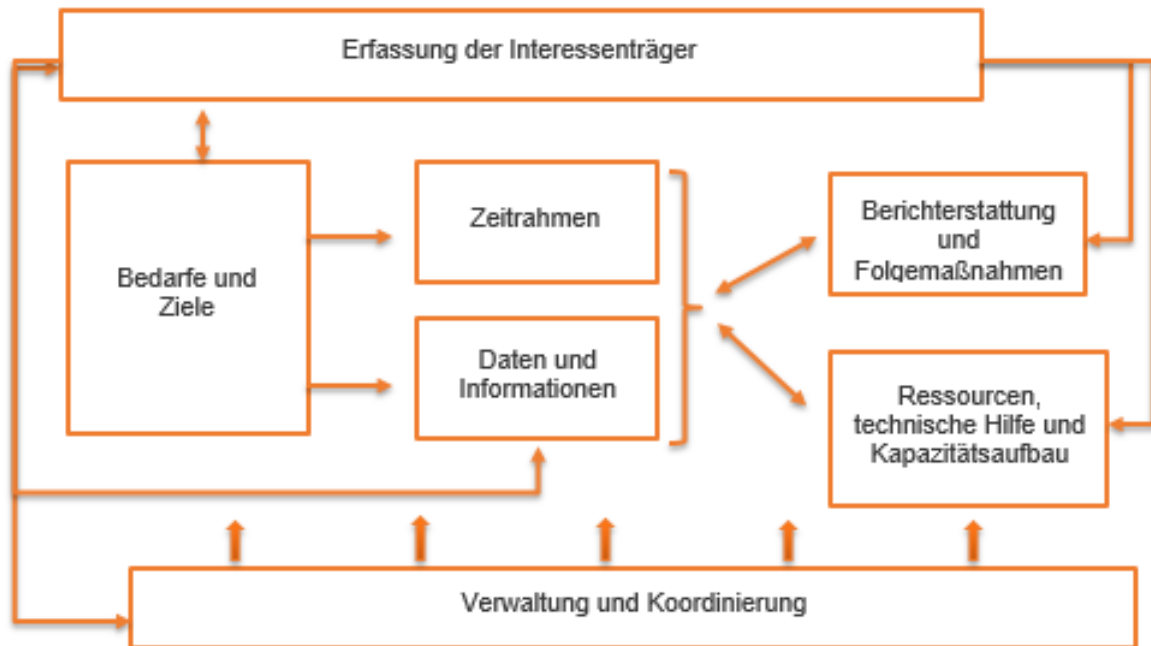 Erfassung der Interessenträger
Bedarfe und
Ziele
Zeitrahmen
Daten und
Informationen
Berichterstattung
und
Folgemaßnahmen
Ressourcen,
technische Hilfe und
Kapazitätsaufbau
Verwaltung und Koordinierung